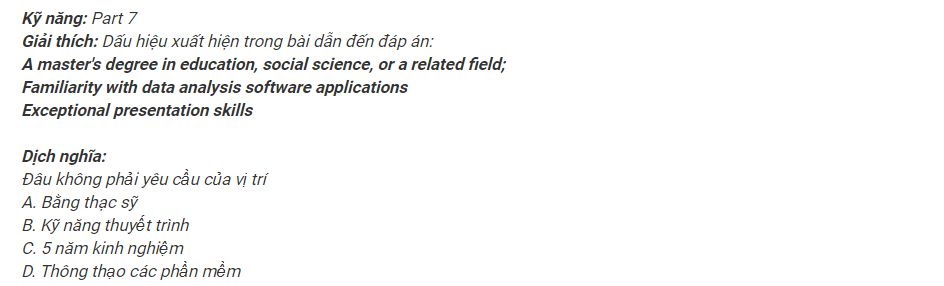 Kỹ năng: Part 7
Giải thích: Dấu hiệu xuất hiện trong bài dẫn đến đáp án:
A master's degree in education, social science, or a related field;
Familiarity with data analysis software applications
Exceptional presentation skills
Dịch nghĩa:
Đâu không phải yêu cầu của vị trí
A. Bằng thạc sỹ
B. Kỹ năng thuyết trình
C. 5 năm kinh nghiệm
D. Thông thạo các phần mềm